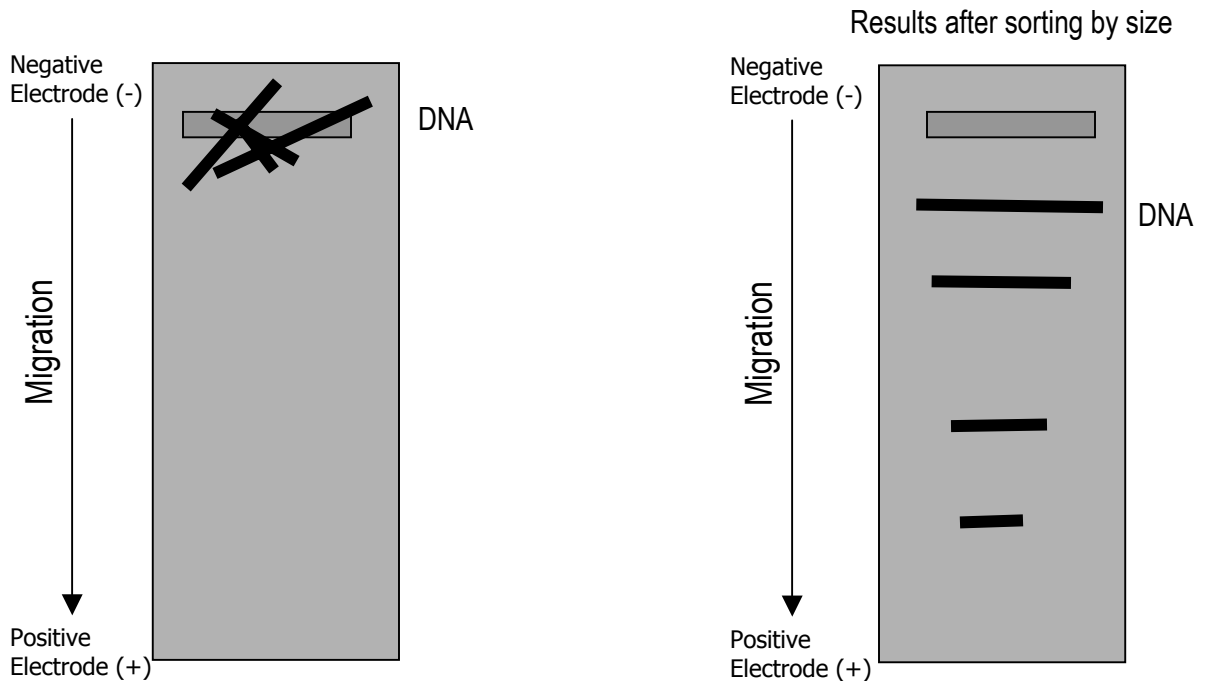 Results after sorting by size
Negative
Electrode (-)
DNA
Migration
Positive
Electrode (+)
Negative
Electrode (-)
DNA
Migration
Positive
Electrode (+)